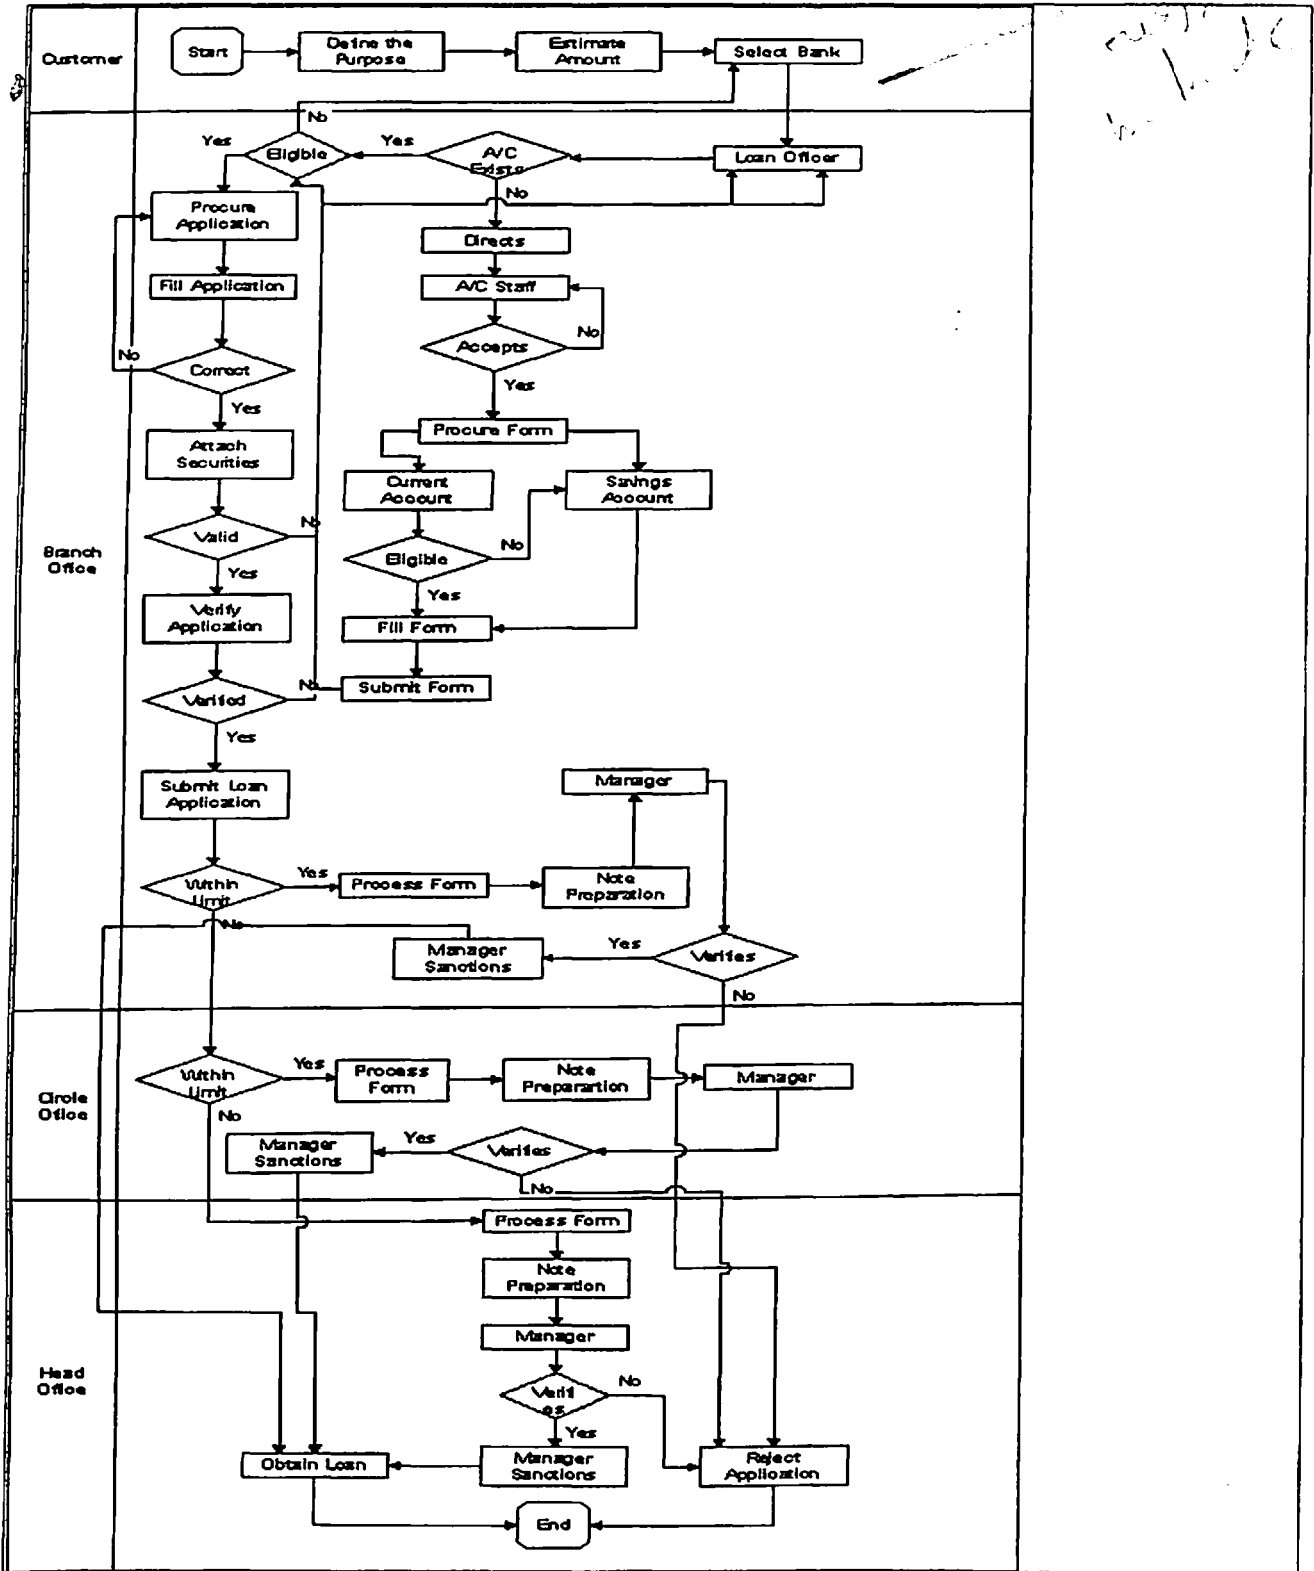 Customer
Start
Define the
Purpose
Estimate
Amount
Select Bank
No
Yes
Eligible
Yes
A/C
Exists
Loan Officer
No
Procure
Application
Directs
Fill Application
A/C Staff
No
Accepts
No
Correct
Yes
Yes
Procure Form
Attach
Securities
Current
Account
Savings
Account
No
Valid
No
Eligible
Branch
Office
Yes
Yes
Verify
Application
Fill Form
No
Submit Form
Verified
Yes
Submit Loan
Application
Manager
Within
Limit
Yes
Process Form
Note
Preparation
No
Manager
Sanctions
Yes
Verifies
No
Circle
Office
Within
Limit
Yes
Process
Form
Note
Preparartion
Manager
No
Manager
Sanctions
Yes
Verifies
No
Process Form
Note
Preparation
Manager
Head
Office
Verifi
es
No
Yes
Obtain Loan
Manager
Sanctions
Reject
Application
End